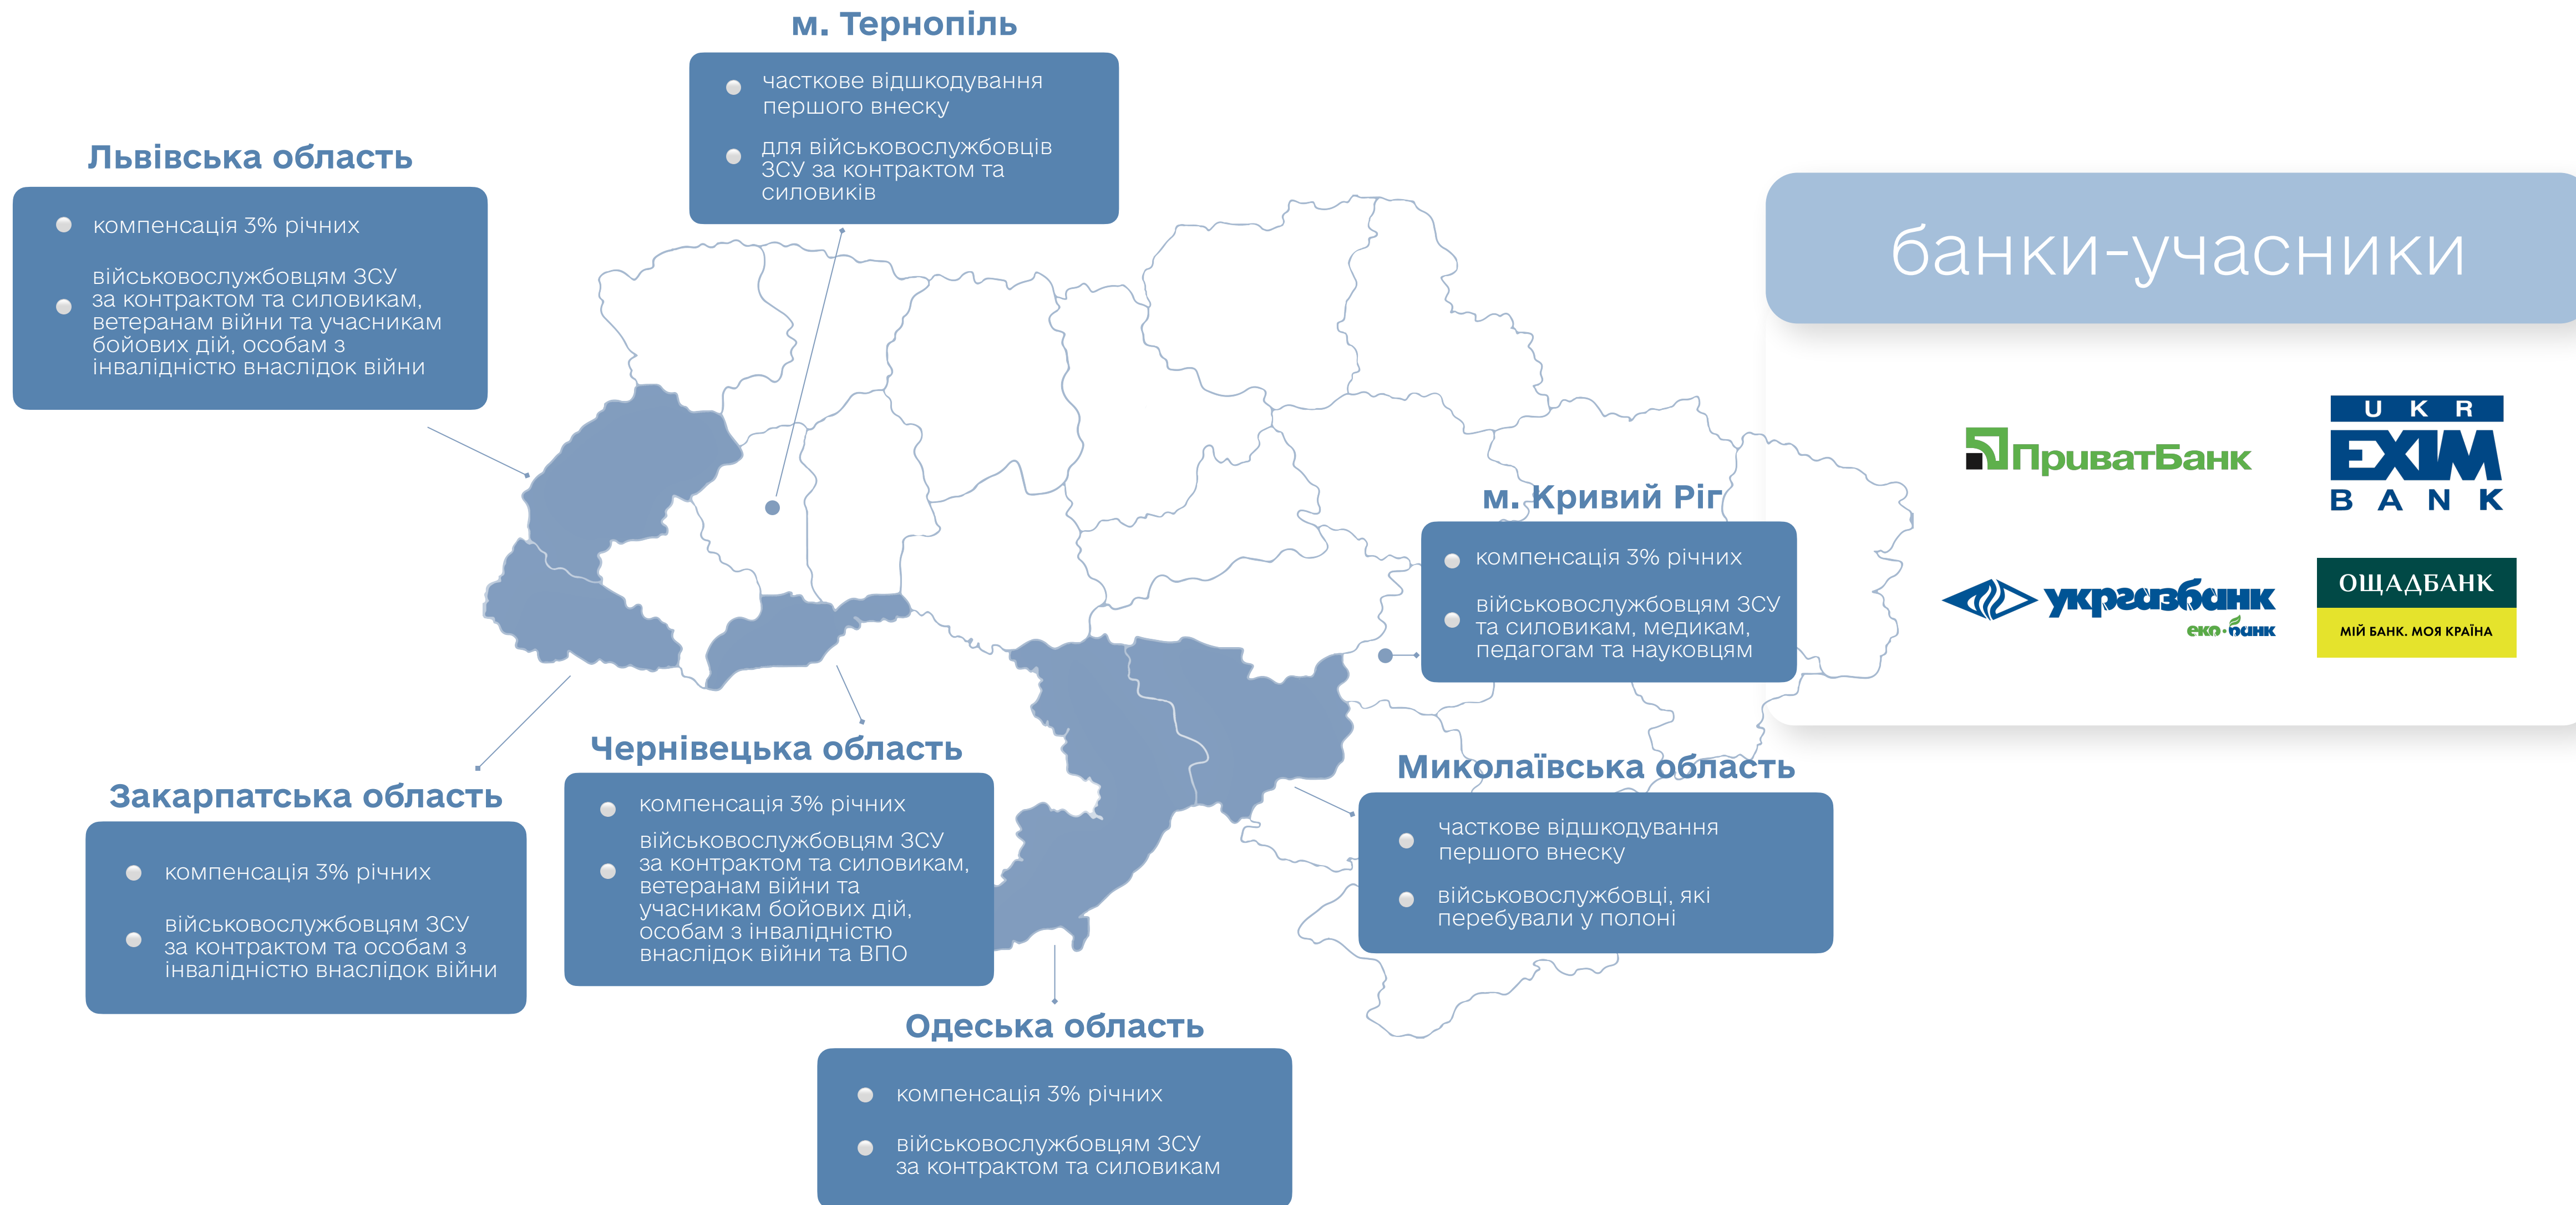 м. Тернопіль
часткове відшкодування
першого внеску
для військовослужбовців
ЗСУ за контрактом та
силовиків
Львівська область
компенсація 3% річних
військовослужбовцям ЗСУ
за контрактом та силовикам,
ветеранам війни та учасникам
бойових дій, особам з
інвалідністю внаслідок війни
банки-учасники
ПриватБанк
UKR
EXIM
BANK
укргазбанк
еко·банк
ОЩАДБАНК
МІЙ БАНК. МОЯ КРАЇНА
м. Кривий Ріг
компенсація 3% річних
військовослужбовцям ЗСУ
та силовикам, медикам,
педагогам та науковцям
Закарпатська область
компенсація 3% річних
військовослужбовцям ЗСУ
за контрактом та особам з
інвалідністю внаслідок війни
Чернівецька область
компенсація 3% річних
військовослужбовцям ЗСУ
за контрактом та силовикам,
ветеранам війни та
учасникам бойових дій,
особам з інвалідністю
внаслідок війни та ВПО
Миколаївська область
часткове відшкодування
першого внеску
військовослужбовці, які
перебували у полоні
Одеська область
компенсація 3% річних
військовослужбовцям ЗСУ
за контрактом та силовикам